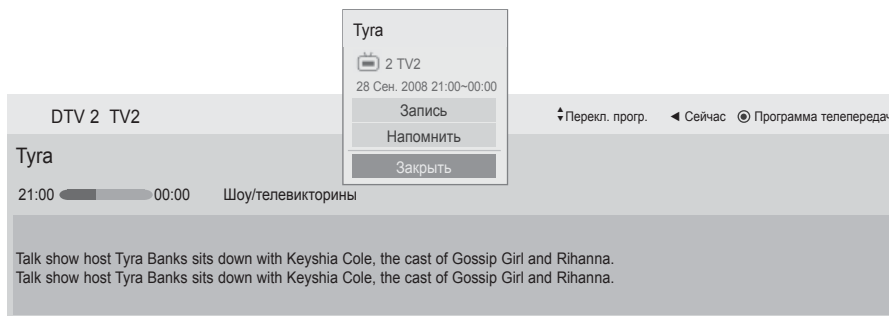 Tyra
2 TV2
28 Сен. 2008 21:00~00:00
Запись
Напомнить
Закрыть
DTV 2 TV2
Перекл. прогр. ◄ Сейчас ◉ Программа телепередач
Tyra
21:00 00:00 Шоу/телевикторины
Talk show host Tyra Banks sits down with Keyshia Cole, the cast of Gossip Girl and Rihanna.
Talk show host Tyra Banks sits down with Keyshia Cole, the cast of Gossip Girl and Rihanna.